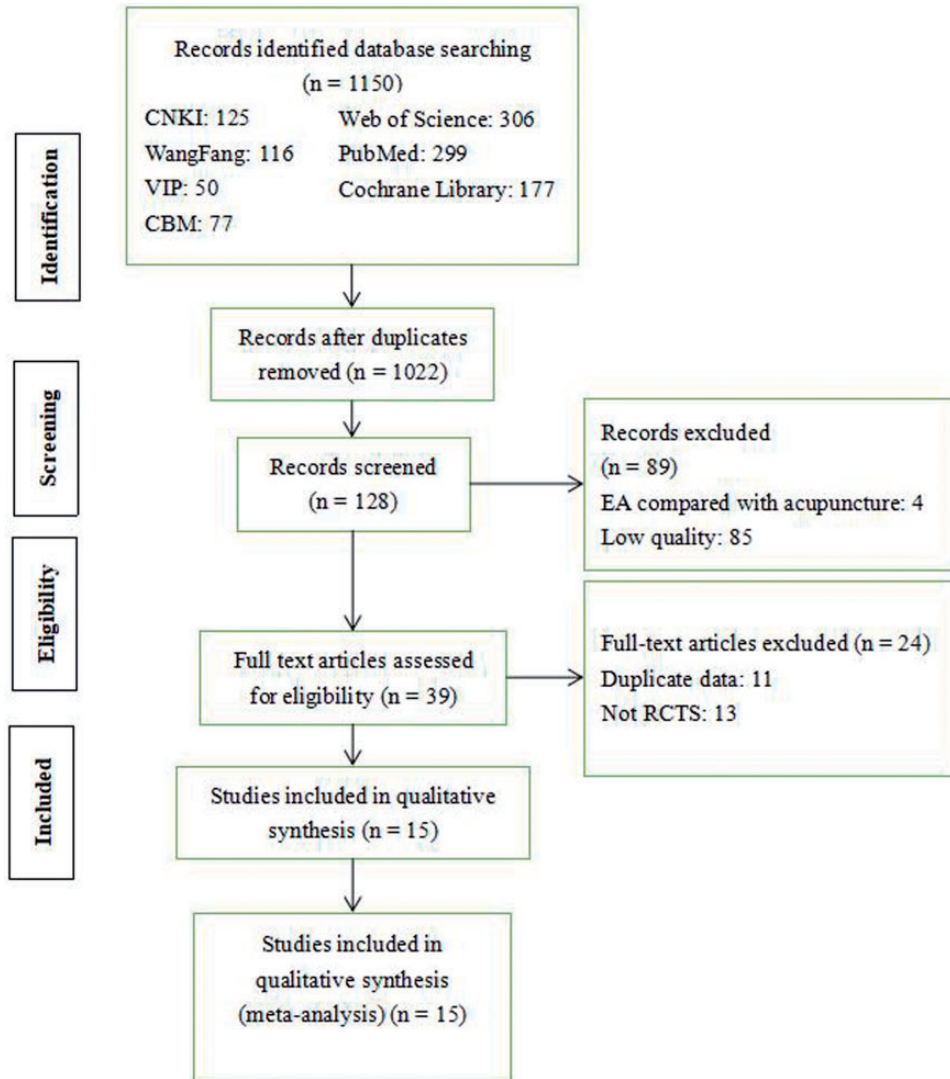 Records identified database searching
(n = 1150)
CNKI: 125
Web of Science: 306
WangFang: 116
PubMed: 299
VIP: 50
Cochrane Library: 177
CBM: 77
Identification
Records after duplicates
removed (n = 1022)
Screening
Records screened
(n = 128)
Records excluded
(n = 89)
EA compared with acupuncture: 4
Low quality: 85
Eligibility
Full text articles assessed
for eligibility (n = 39)
Full-text articles excluded (n = 24)
Duplicate data: 11
Not RCTS: 13
Included
Studies included in qualitative
synthesis (n = 15)
Studies included in
qualitative synthesis
(meta-analysis) (n = 15)